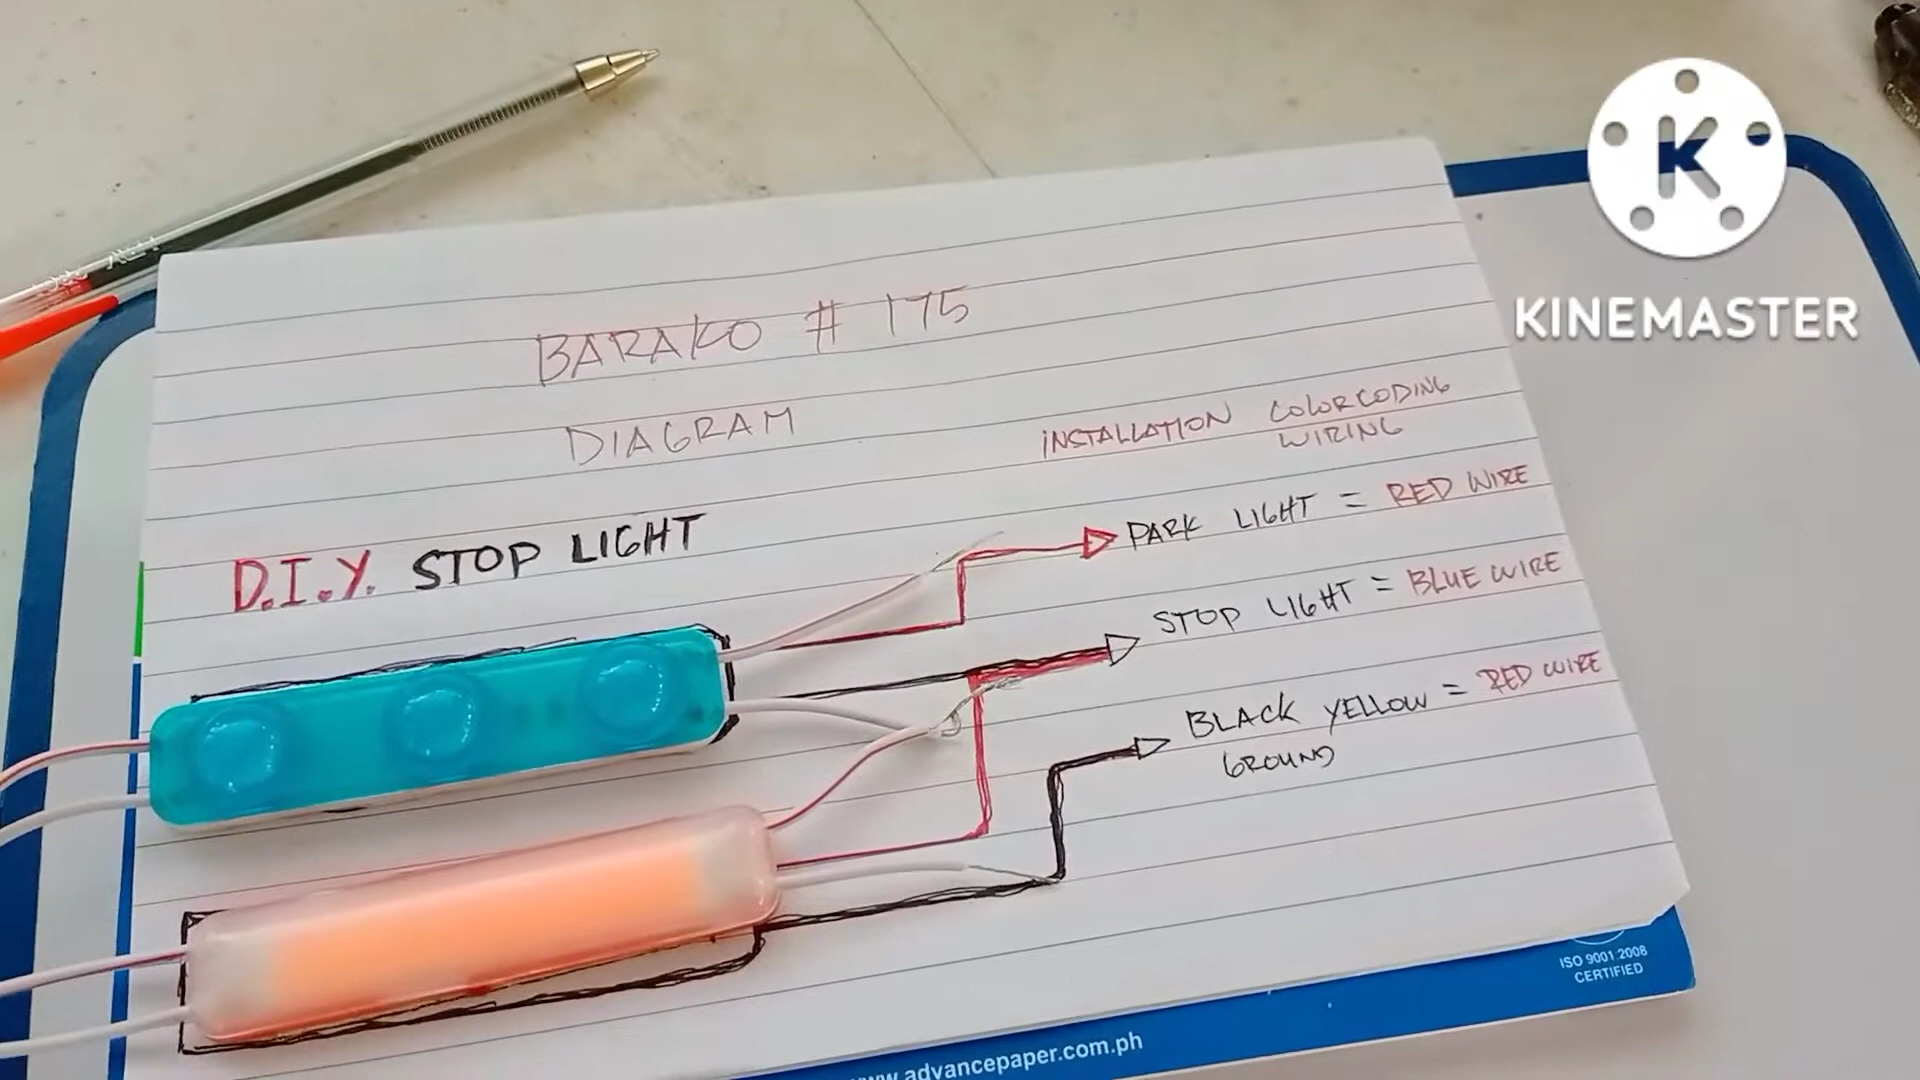 K
KINEMASTER
BARAKO # 175
DIAGRAM
INSTALLATION COLORCODING
WIRING
D.I.Y. STOP LIGHT
PARK LIGHT = RED WIRE
STOP LIGHT = BLUE WIRE
BLACK YELLOW = RED WIRE
GROUND
ISO 9001 2008
CERTIFIED
www.advancepaper.com.ph